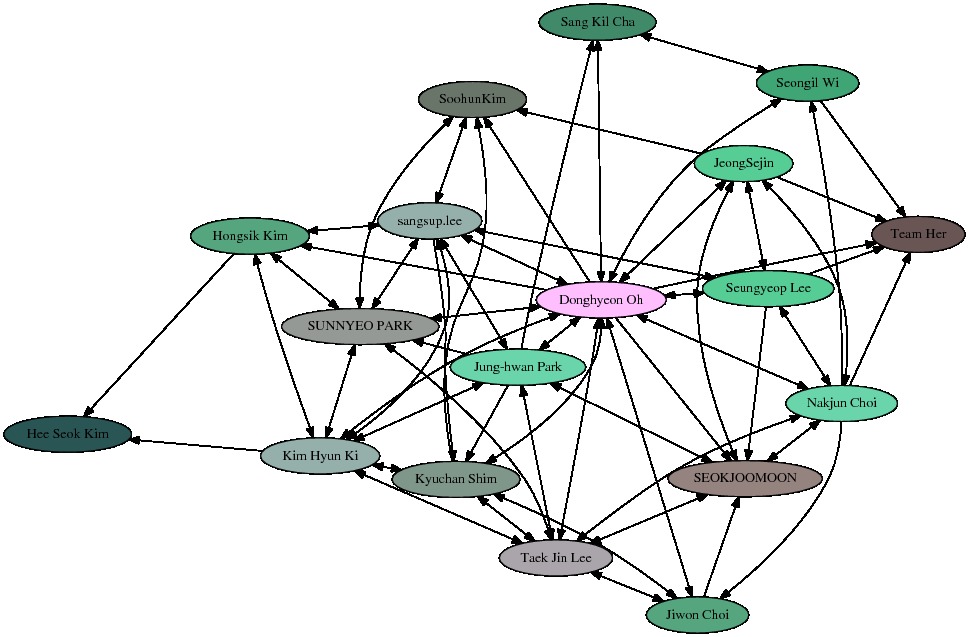 Sang Kil Cha
Seongil Wi
SoohunKim
JeongSejin
sangsup.lee
Hongsik Kim
Team Her
Seungyeop Lee
Donghyeon Oh
SUNNYEO PARK
Jung-hwan Park
Nakjun Choi
Hee Seok Kim
Kim Hyun Ki
Kyuchan Shim
SEOKJOOMOON
Taek Jin Lee
Jiwon Choi